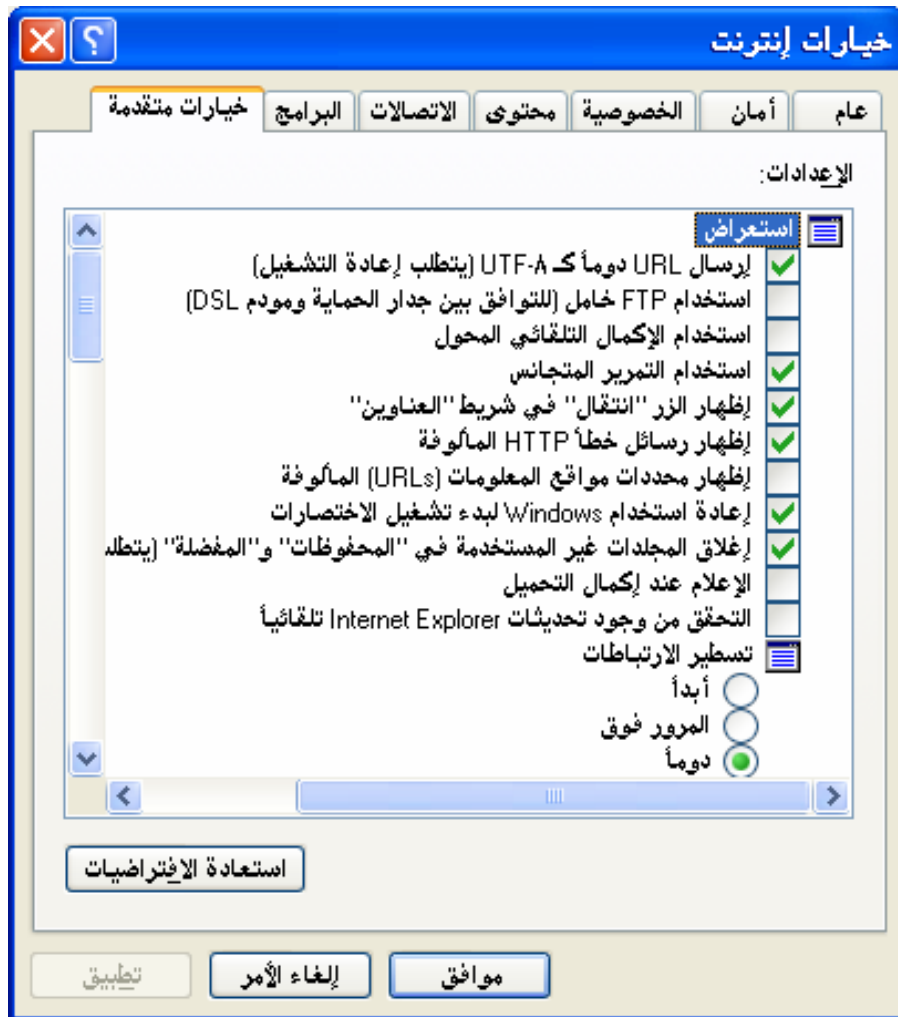 خيارات إنترنت
عام أمان الخصوصية محتوى الاتصالات البرامج خيارات متقدمة
الإعدادات:
استعراض
إرسال URL دوماً كـ UTF-٨ (يتطلب إعادة التشغيل)
استخدام FTP خامل (للتوافق بين جدار الحماية ومودم DSL)
استخدام الإكمال التلقائي المحول
استخدام التمرير المتجانس
إظهار الزر "انتقال" في شريط "العناوين"
إظهار رسائل خطأ HTTP المألوفة
إظهار محددات مواقع المعلومات (URLs) المألوفة
إعادة استخدام Windows لبدء تشغيل الاختصارات
إغلاق المجلدات غير المستخدمة في "المحفوظات" و"المفضلة" (يتطلب
الإعلام عند إكمال التحميل
التحقق من وجود تحديثات Internet Explorer تلقائياً
تسطير الارتباطات
أبداً
المرور فوق
دوماً
استعادة الافتراضيات
موافق إلغاء الأمر تطبيق